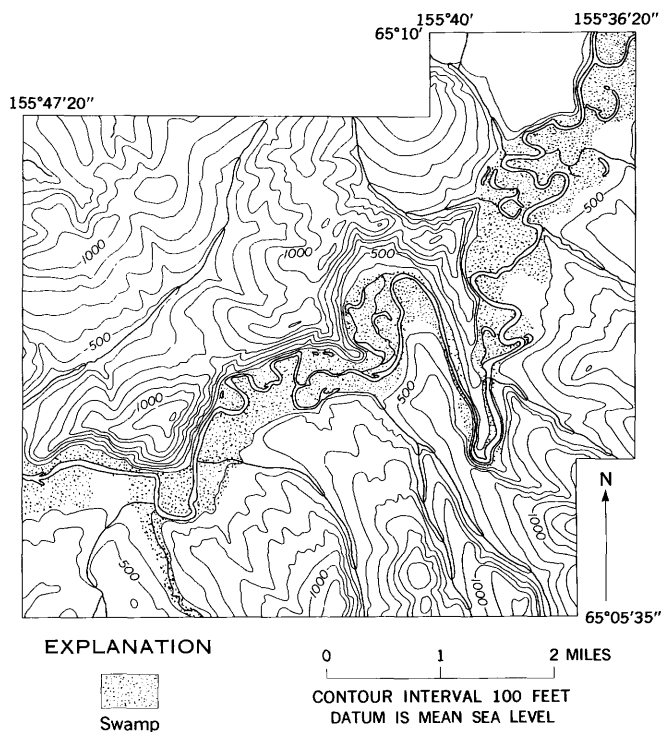 155°40' 155°36'20"
65°10'
155°47'20"
500
1000
1000
500
500
1000
500
N
1000
500
1000
1000
65°05'35"
EXPLANATION
Swamp
0 1 2 MILES
CONTOUR INTERVAL 100 FEET
DATUM IS MEAN SEA LEVEL